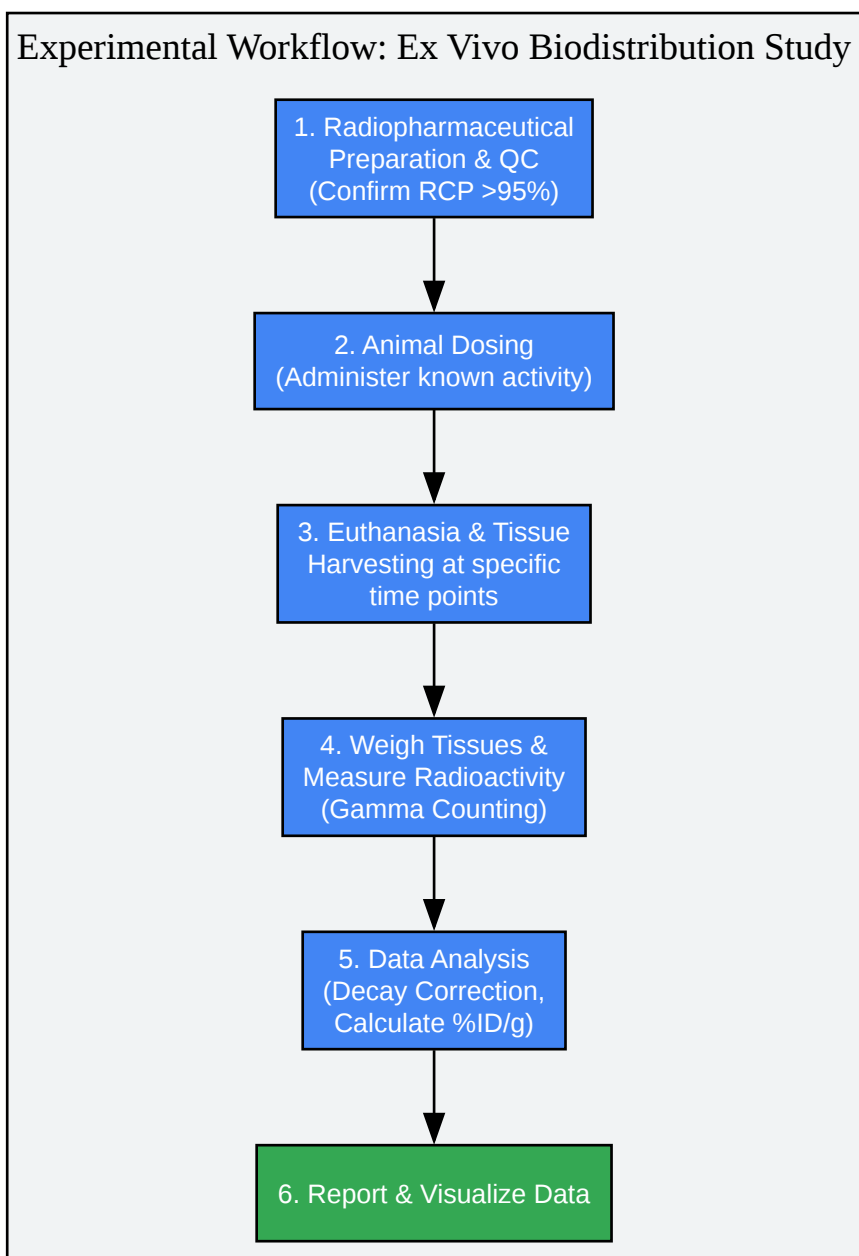 Experimental Workflow: Ex Vivo Biodistribution Study
1. Radiopharmaceutical
Preparation & QC
(Confirm RCP >95%)
2. Animal Dosing
(Administer known activity)
3. Euthanasia & Tissue
Harvesting at specific
time points
4. Weigh Tissues &
Measure Radioactivity
(Gamma Counting)
5. Data Analysis
(Decay Correction,
Calculate %ID/g)
6. Report & Visualize Data